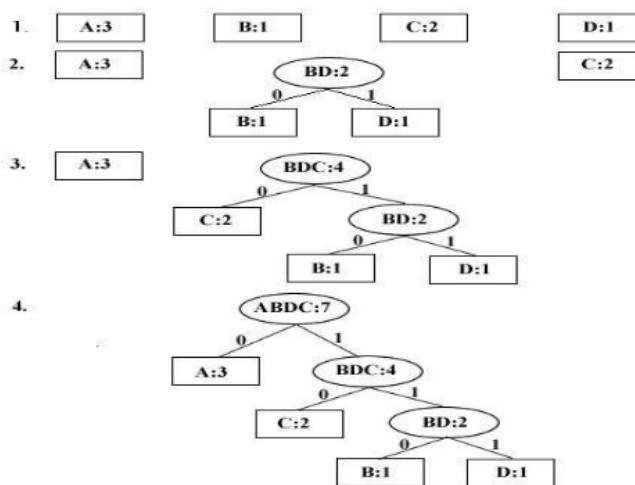 1. A:3 B:1 C:2 D:1
2. A:3 BD:2 C:2
0 1
B:1 D:1
3. A:3 BDC:4
0 1
C:2 BD:2
0 1
B:1 D:1
4. ABDC:7
0 1
A:3 BDC:4
0 1
C:2 BD:2
0 1
B:1 D:1